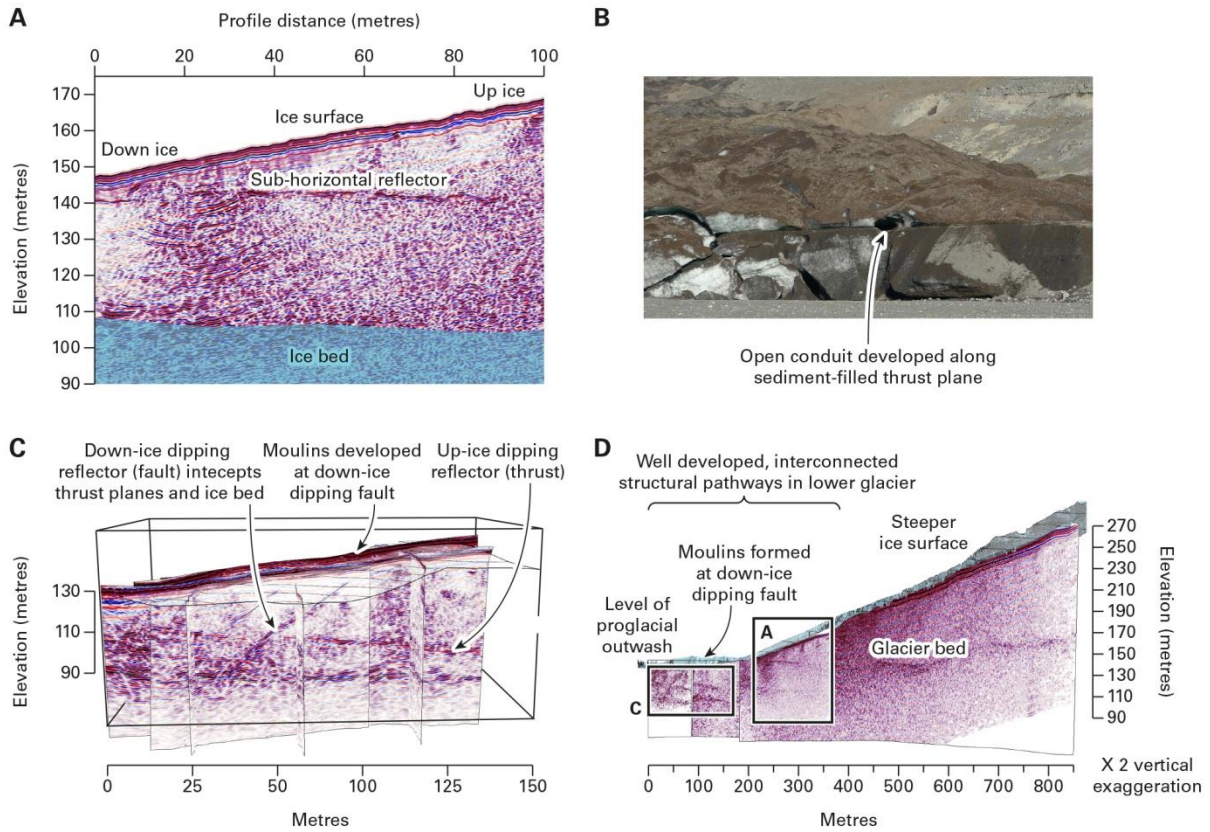 A
Profile distance (metres)
0 20 40 60 80 100
Elevation (metres)
170
160
150
140
130
120
110
100
90
Up ice
Ice surface
Down ice
Sub-horizontal reflector
Ice bed
B
Open conduit developed along
sediment-filled thrust plane
C
Down-ice dipping
reflector (fault) intecepts
thrust planes and ice bed
Moulins developed
at down-ice
dipping fault
Up-ice dipping
reflector (thrust)
Elevation (metres)
130
110
90
0 25 50 75 100 125 150
Metres
D
Well developed, interconnected
structural pathways in lower glacier
Steeper
ice surface
Moulins formed
at down-ice
dipping fault
Level of
proglacial
outwash
A
C
Glacier bed
270
250
230
210
190
170
150
130
110
90
Elevation (metres)
0 100 200 300 400 500 600 700 800
Metres
X 2 vertical
exaggeration